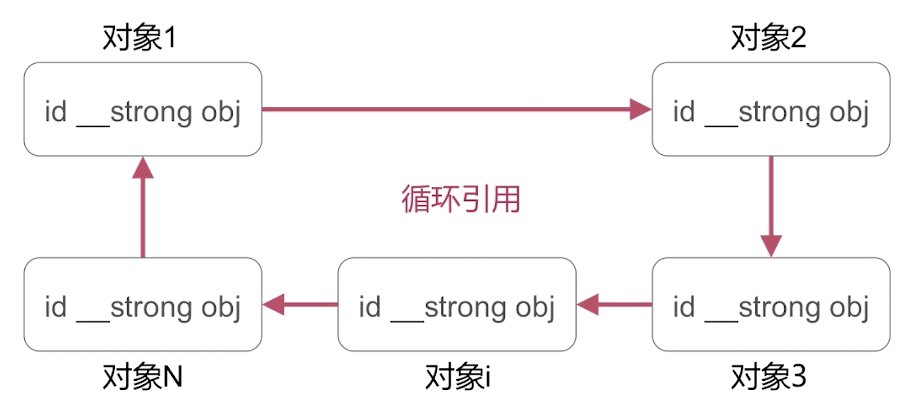 对象1
对象2
id __strong obj
id __strong obj
循环引用
id __strong obj
id __strong obj
id __strong obj
对象N
对象i
对象3